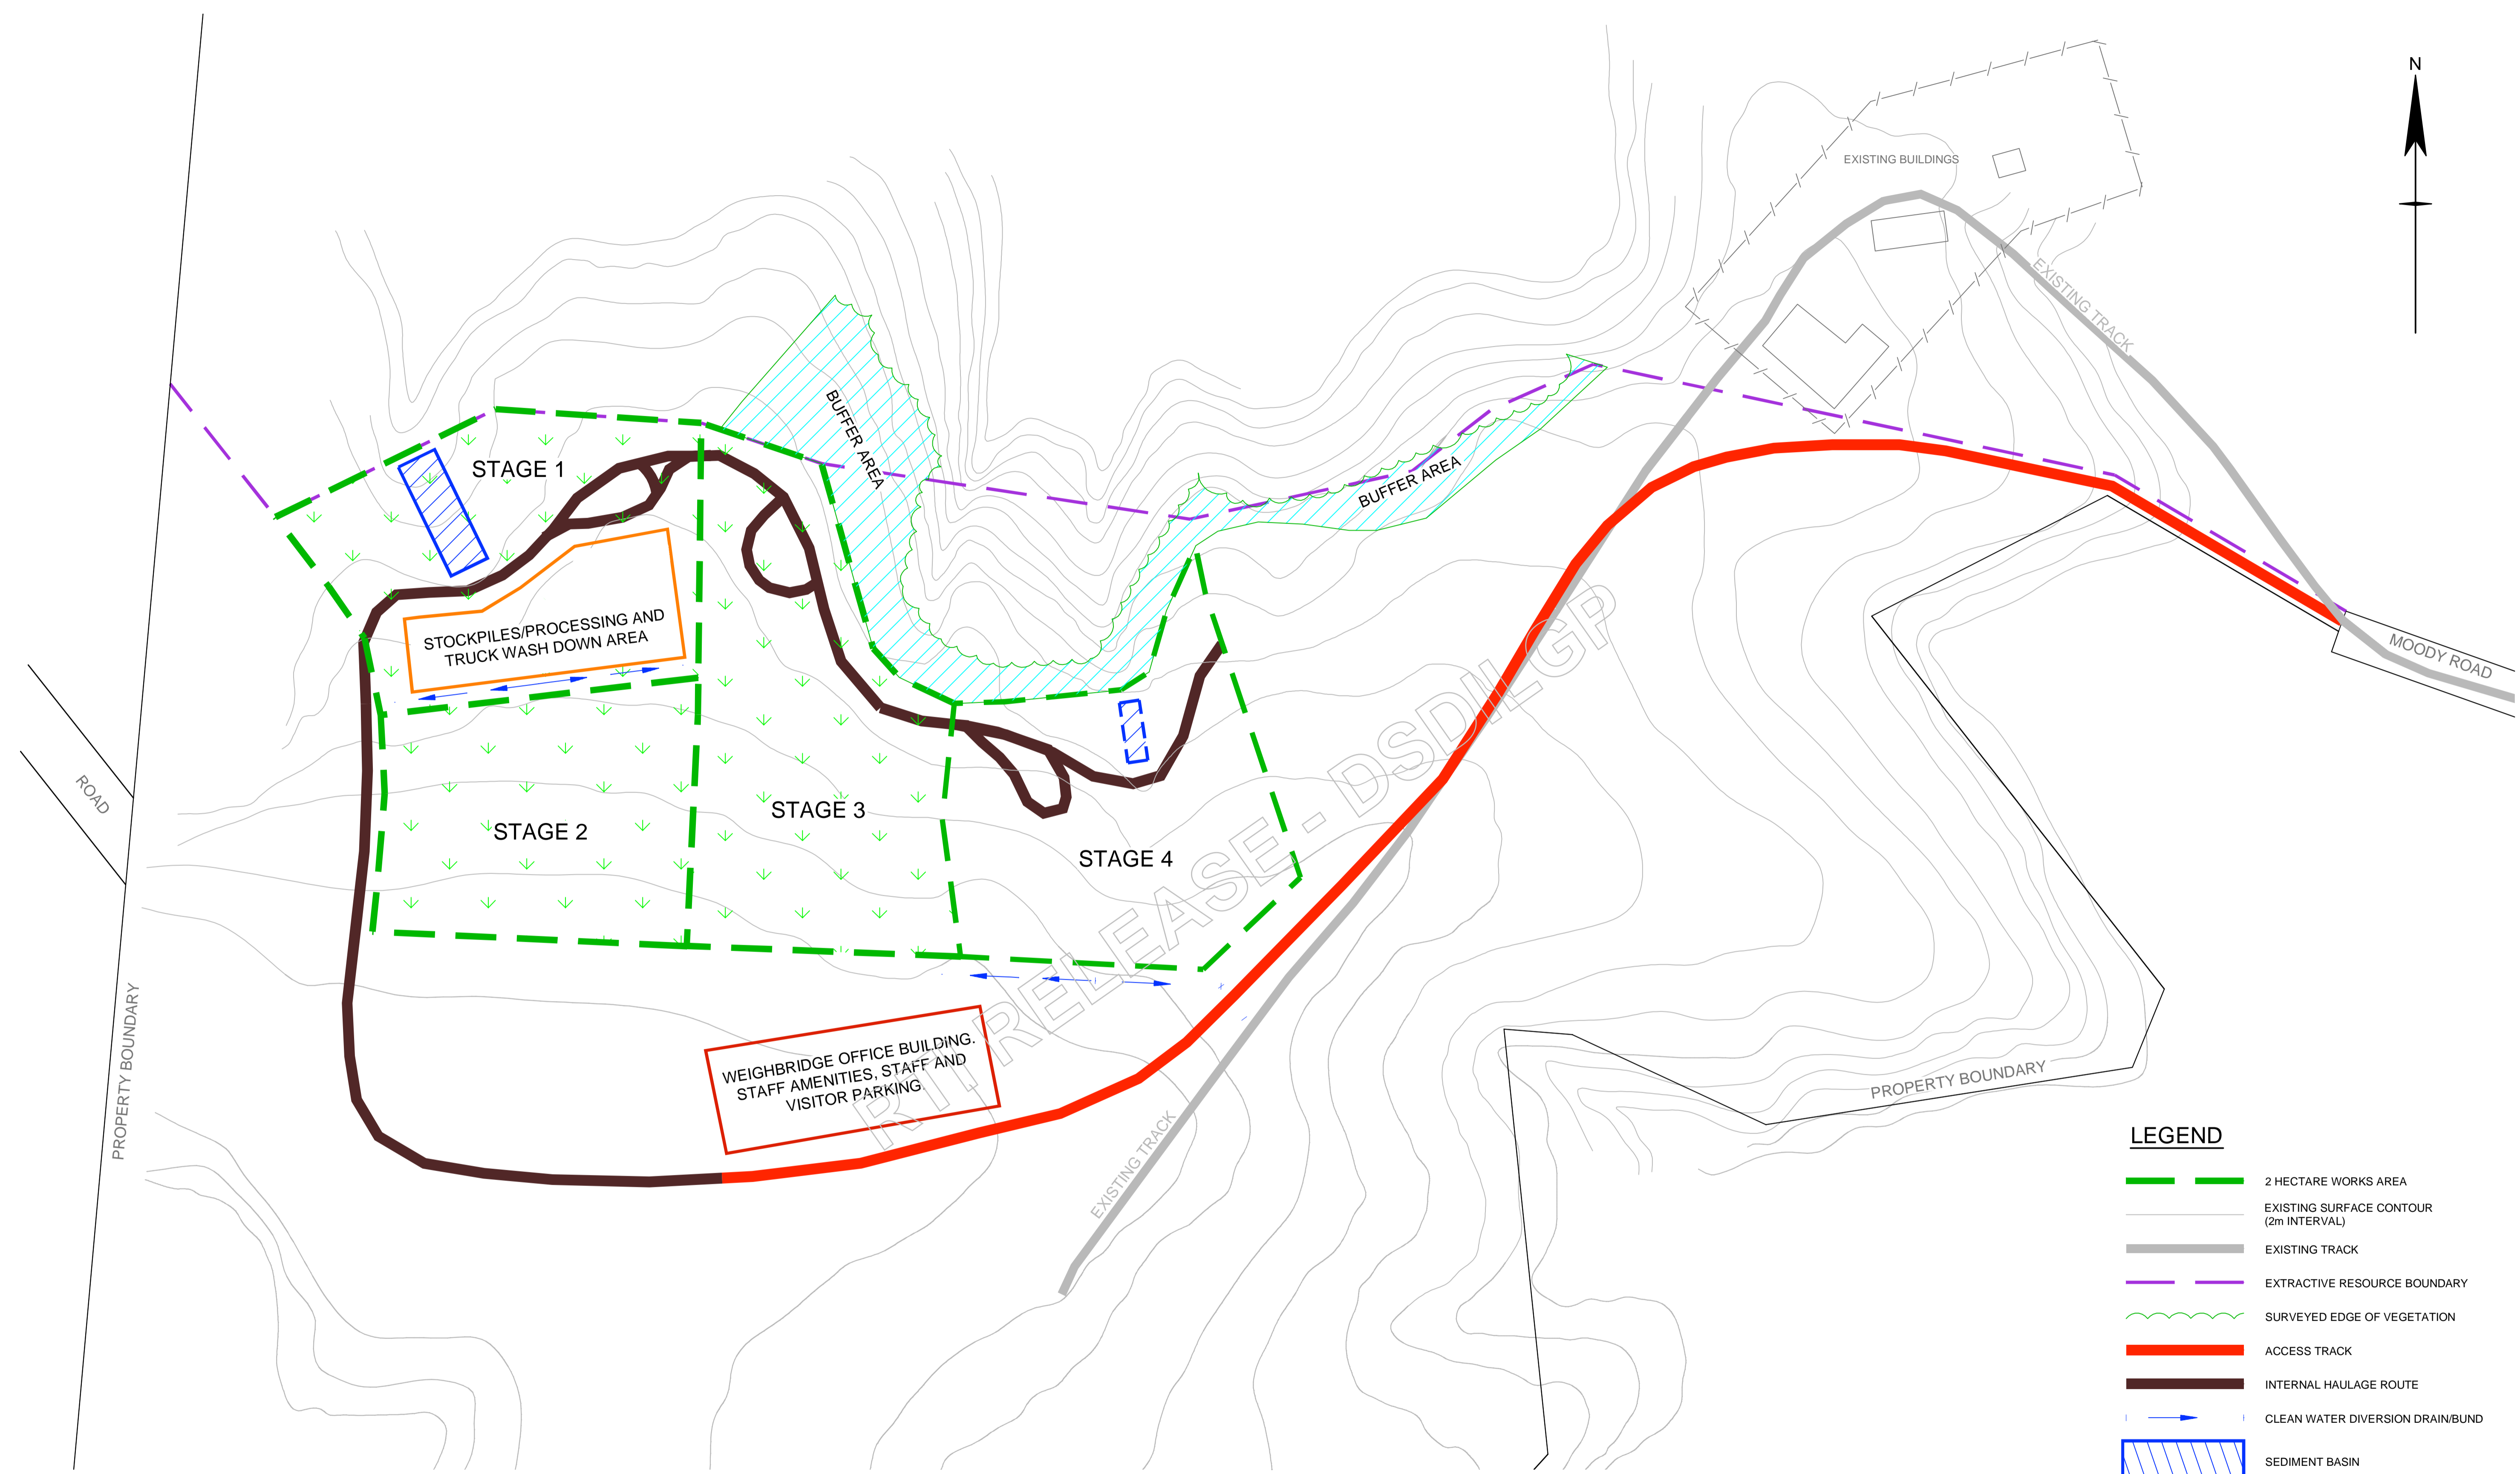 N
EXISTING BUILDINGS
EXISTING TRACK
BUFFER AREA
BUFFER AREA
STAGE 1
STOCKPILES/PROCESSING AND
TRUCK WASH DOWN AREA
MOODY ROAD
ROAD
STAGE 2
STAGE 3
STAGE 4
RTI RELEASE - DSDILGP
PROPERTY BOUNDARY
WEIGHBRIDGE OFFICE BUILDING.
STAFF AMENITIES, STAFF AND
VISITOR PARKING.
EXISTING TRACK
PROPERTY BOUNDARY
LEGEND
2 HECTARE WORKS AREA
EXISTING SURFACE CONTOUR
(2m INTERVAL)
EXISTING TRACK
EXTRACTIVE RESOURCE BOUNDARY
SURVEYED EDGE OF VEGETATION
ACCESS TRACK
INTERNAL HAULAGE ROUTE
CLEAN WATER DIVERSION DRAIN/BUND
SEDIMENT BASIN